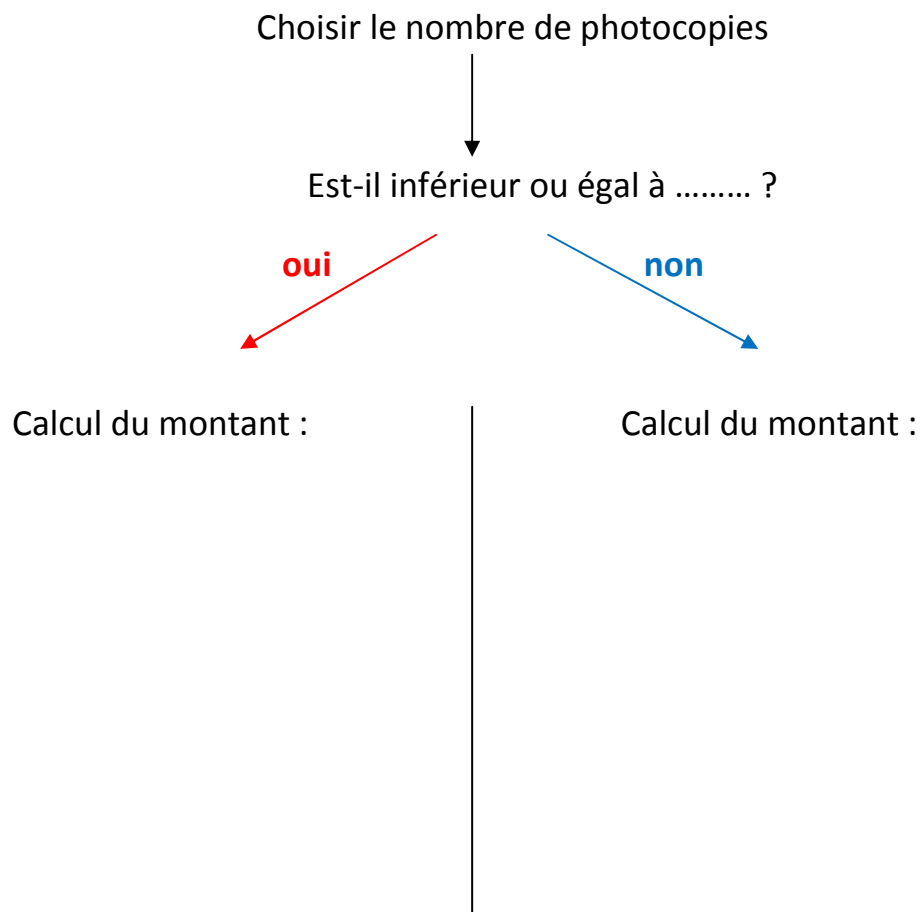 Choisir le nombre de photocopies
Est-il inférieur ou égal à ……… ?
oui
non
Calcul du montant :
Calcul du montant :